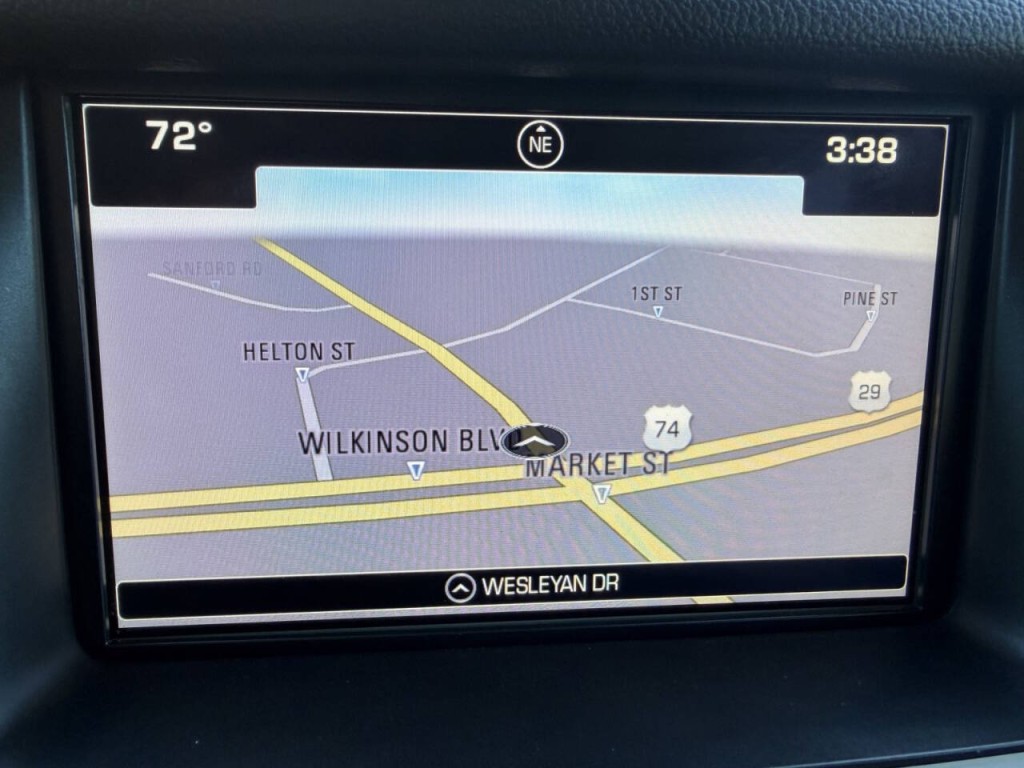 72°
NE
3:38
SANFORD RD
1ST ST
PINE ST
HELTON ST
29
74
WILKINSON BLV
MARKET ST
WESLEYAN DR